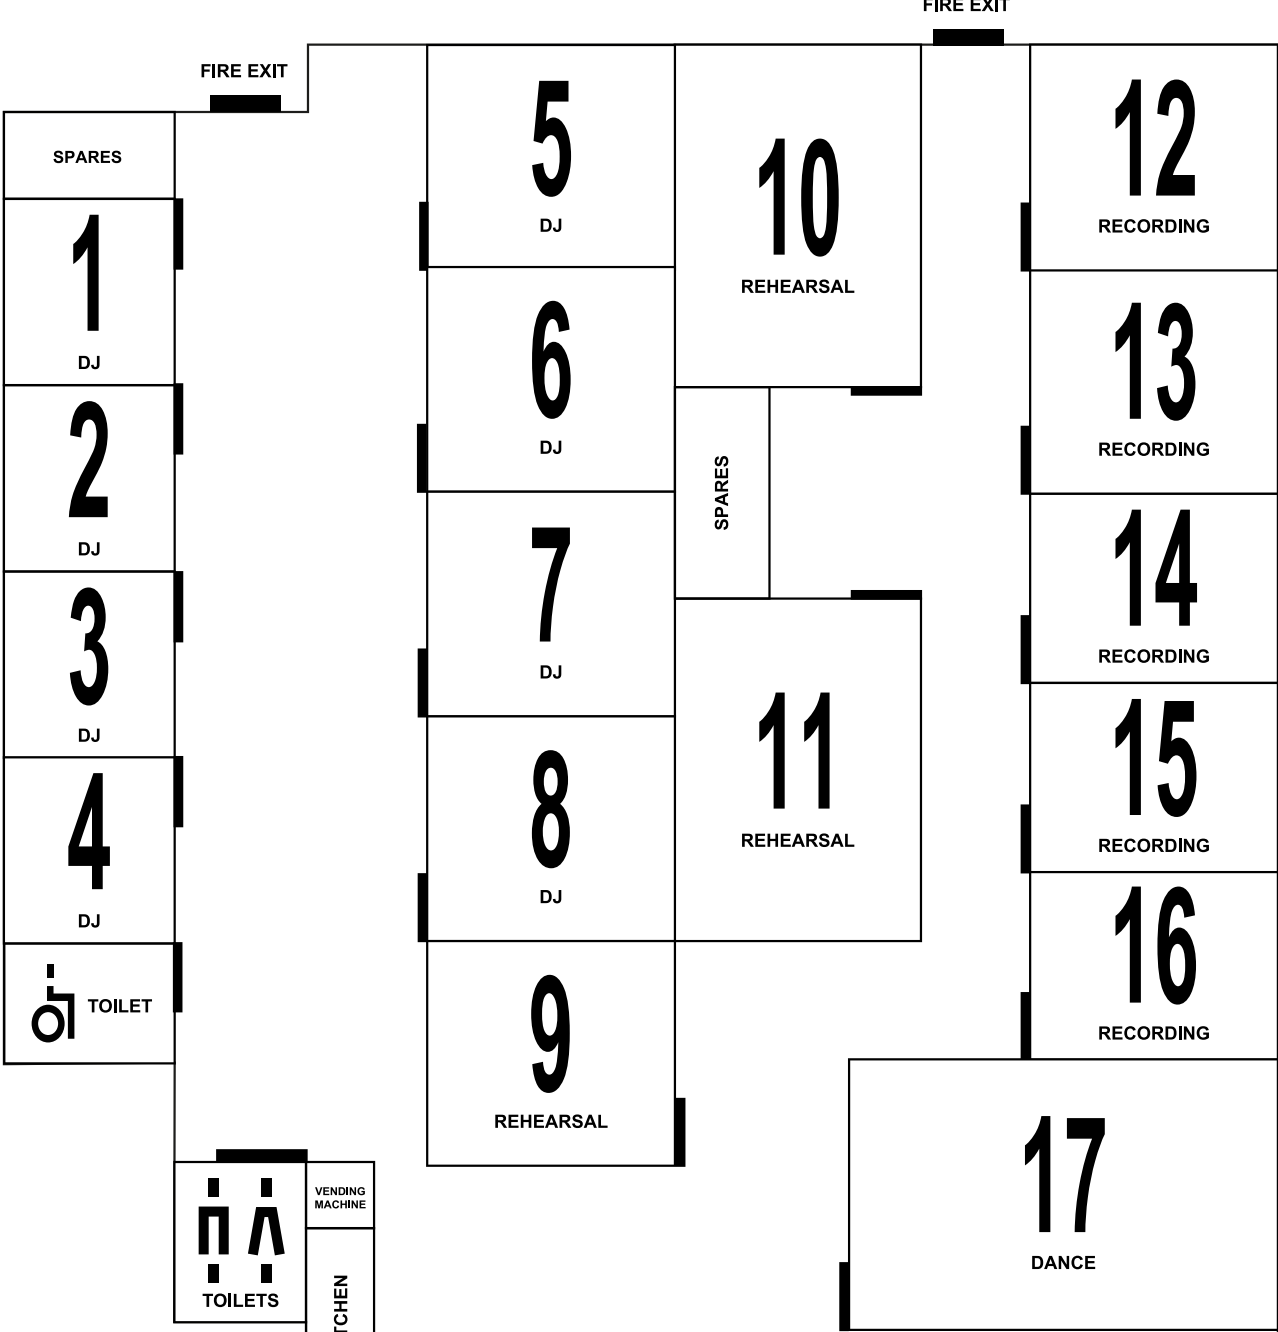 FIRE EXIT
FIRE EXIT
SPARES
1
DJ
2
DJ
3
DJ
4
DJ
TOILET
TOILETS
VENDING
MACHINE
TCHEN
5
DJ
6
DJ
7
DJ
8
DJ
9
REHEARSAL
10
REHEARSAL
SPARES
11
REHEARSAL
12
RECORDING
13
RECORDING
14
RECORDING
15
RECORDING
16
RECORDING
17
DANCE